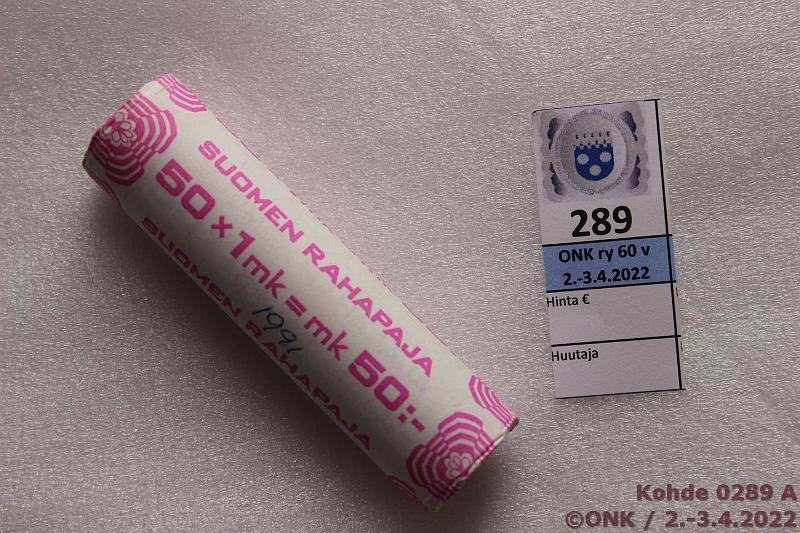 SUOMEN RAHAPAJA
50 x 1 mk = mk 50:-
1991
SUOMEN RAHAPAJA
289
ONK ry 60 v
2.-3.4.2022
Hinta €
Huutaja
Kohde 0289 A
©ONK / 2.-3.4.2022